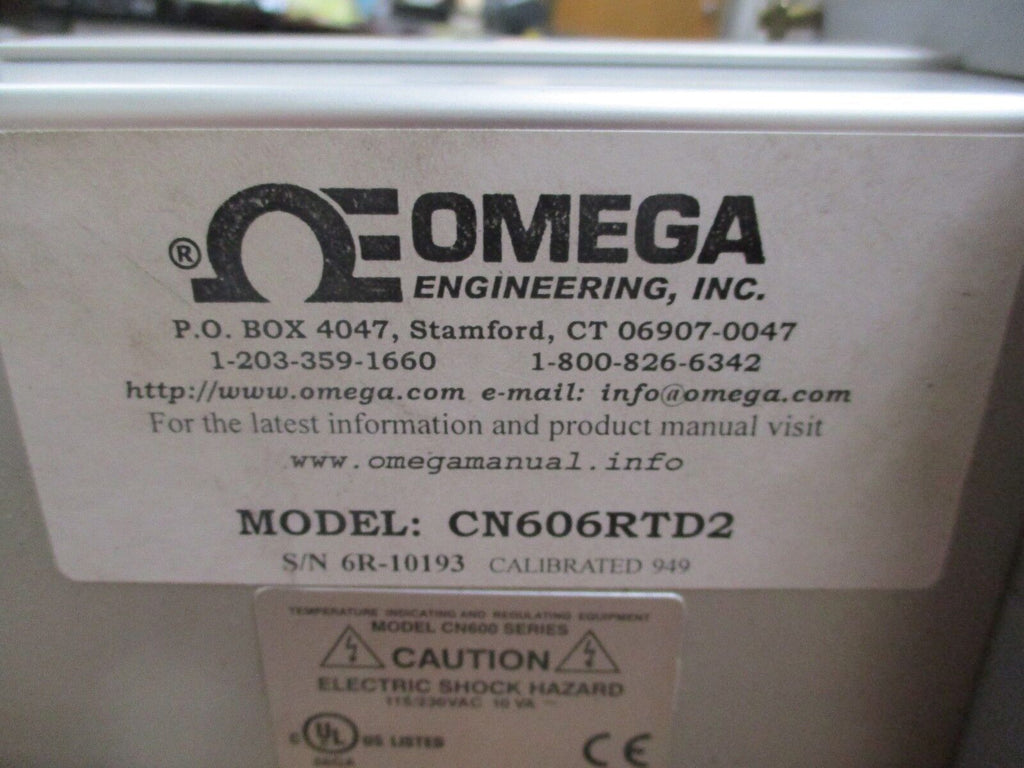 ® OMEGA
ENGINEERING, INC.
P.O. BOX 4047, Stamford, CT 06907-0047
1-203-359-1660 1-800-826-6342
http://www.omega.com e-mail: info@omega.com
For the latest information and product manual visit
www.omegamanual.info
MODEL: CN606RTD2
S/N 6R-10193 CALIBRATED 949
TEMPERATURE INDICATING AND REGULATING EQUIPMENT
MODEL CN600 SERIES
CAUTION
ELECTRIC SHOCK HAZARD
115/230VAC 10 VA ~
C UL US LISTED
CE